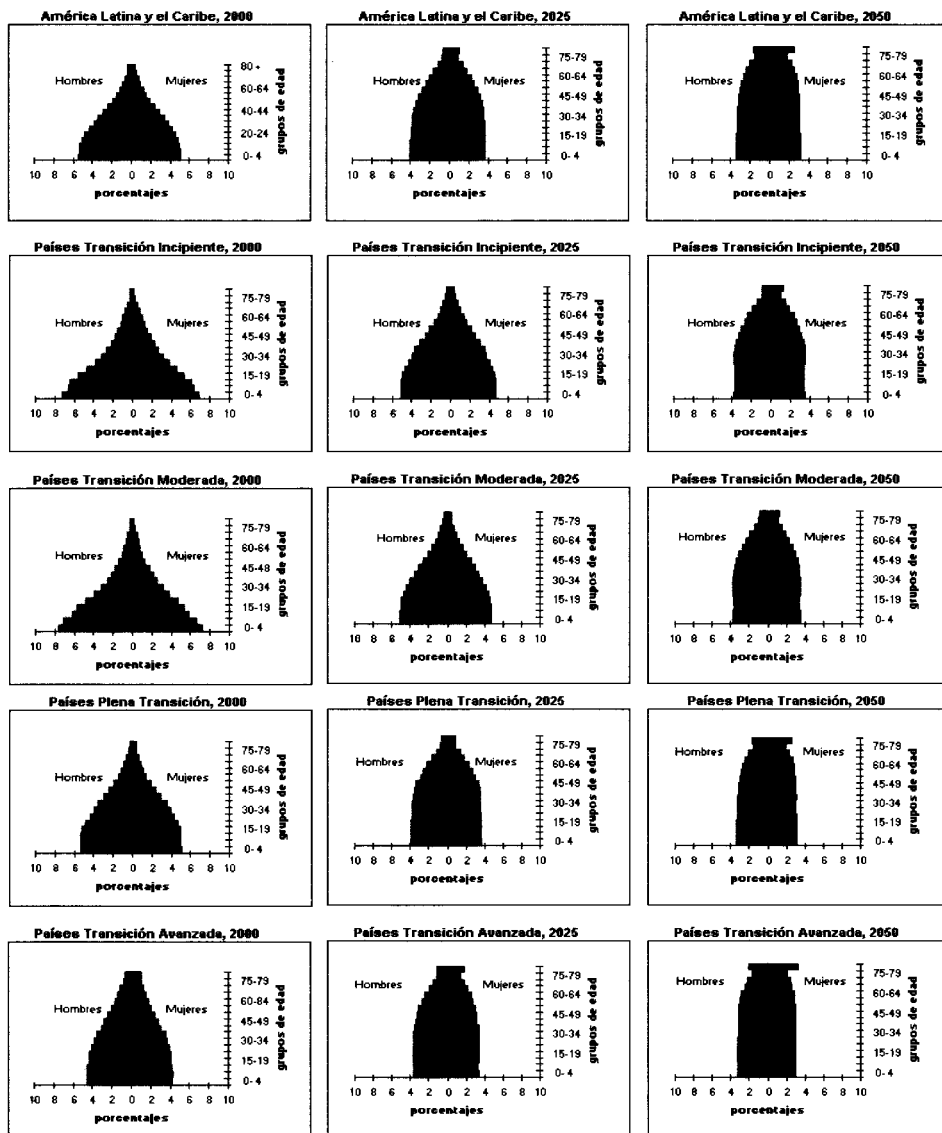 América Latina y el Caribe, 2000
Hombres
Mujeres
80 +
60-64
40-44
20-24
0- 4
grupos de edad
10 8 6 4 2 0 2 4 6 8 10
porcentajes
América Latina y el Caribe, 2025
Hombres
Mujeres
75-79
60-64
45-49
30-34
15-19
0- 4
grupos de edad
10 8 6 4 2 0 2 4 6 8 10
porcentajes
América Latina y el Caribe, 2050
Hombres
Mujeres
75-79
60-64
45-49
30-34
15-19
0- 4
grupos de edad
10 8 6 4 2 0 2 4 6 8 10
porcentajes
Países Transición Incipiente, 2000
Hombres
Mujeres
75-79
60-64
45-49
30-34
15-19
0- 4
grupos de edad
10 8 6 4 2 0 2 4 6 8 10
porcentajes
Países Transición Incipiente, 2025
Hombres
Mujeres
75-79
60-64
45-49
30-34
15-19
0- 4
grupos de edad
10 8 6 4 2 0 2 4 6 8 10
porcentajes
Países Transición Incipiente, 2050
Hombres
Mujeres
75-79
60-64
45-49
30-34
15-19
0- 4
grupos de edad
10 8 6 4 2 0 2 4 6 8 10
porcentajes
Países Transición Moderada, 2000
Hombres
Mujeres
75-79
60-64
45-48
30-34
15-19
0- 4
grupos de edad
10 8 6 4 2 0 2 4 6 8 10
porcentajes
Países Transición Moderada, 2025
Hombres
Mujeres
75-79
60-64
45-49
30-34
15-19
0- 4
grupos de edad
10 8 6 4 2 0 2 4 6 8 10
porcentajes
Países Transición Moderada, 2050
Hombres
Mujeres
75-79
60-64
45-49
30-34
15-19
0- 4
grupos de edad
10 8 6 4 2 0 2 4 6 8 10
porcentajes
Países Plena Transición, 2000
Hombres
Mujeres
75-79
60-64
45-49
30-34
15-19
0- 4
grupos de edad
10 8 6 4 2 0 2 4 6 8 10
porcentajes
Países Plena Transición, 2025
Hombres
Mujeres
75-79
60-64
45-49
30-34
15-19
0- 4
grupos de edad
10 8 6 4 2 0 2 4 6 8 10
porcentajes
Países Plena Transición, 2050
Hombres
Mujeres
75-79
60-64
45-49
30-34
15-19
0- 4
grupos de edad
10 8 6 4 2 0 2 4 6 8 10
porcentajes
Países Transición Avanzada, 2000
Hombres
Mujeres
75-79
60-84
45-49
30-34
15-19
0- 4
grupos de edad
10 8 6 4 2 0 2 4 6 8 10
porcentajes
Países Transición Avanzada, 2025
Hombres
Mujeres
75-79
60-64
45-49
30-34
15-19
0- 4
grupos de edad
10 8 6 4 2 0 2 4 6 8 10
porcentajes
Países Transición Avanzada, 2050
Hombres
Mujeres
75-79
60-64
45-49
30-34
15-19
0- 4
grupos de edad
10 8 6 4 2 0 2 4 6 8 10
porcentajes